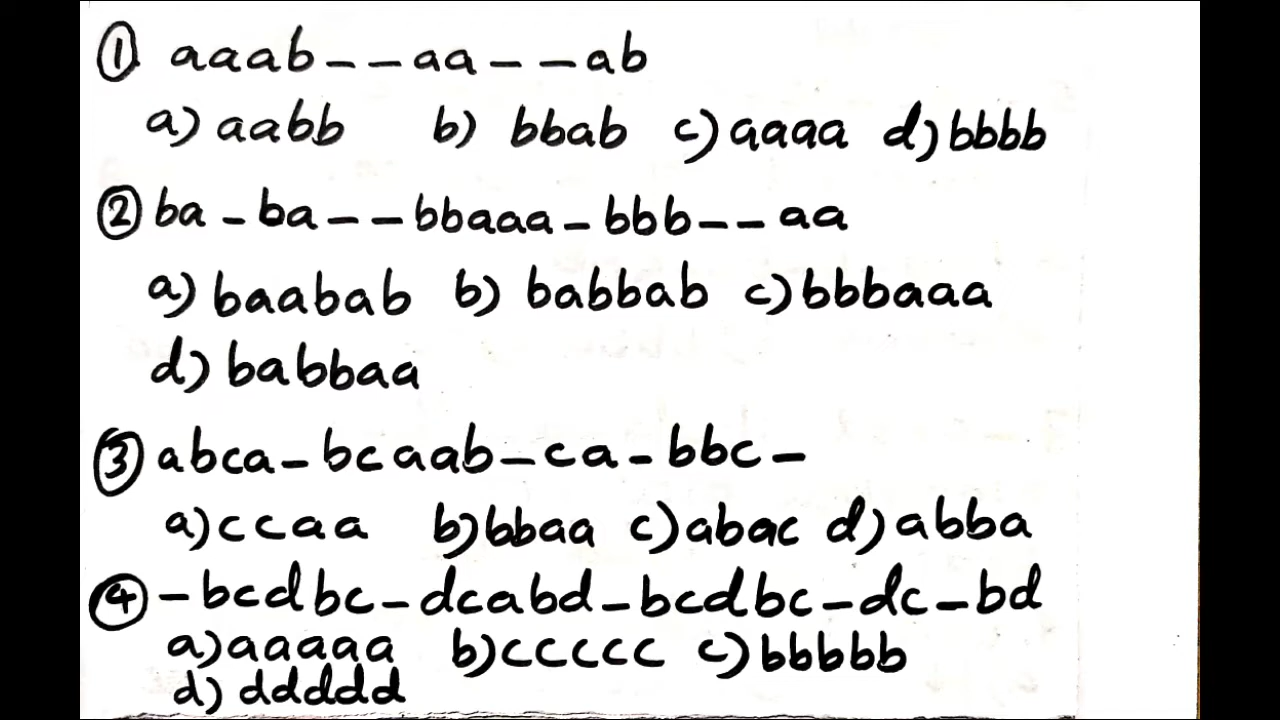 ① aaab--aa--ab
a) aabb b) bbab c) aaaa d) bbbb
② ba-ba--bbaaa-bbb--aa
a) baabab b) babbab c) bbbaaa
d) babbaa
③ abca-bcaab-ca-bbc-
a) ccaa b) bbaa c) abac d) abba
④ -bcdbc-dcabd-bcdbc-dc-bd
a) aaaaa b) ccccc c) bbbbb
d) ddddd